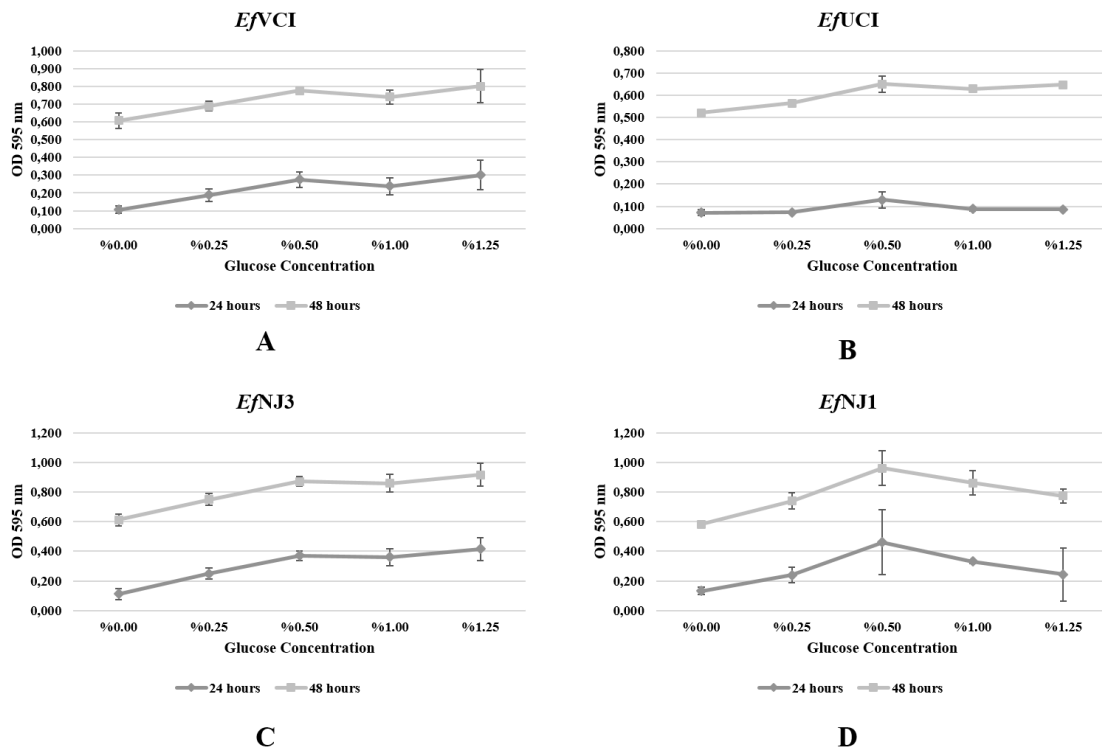 EfVCI
1,000
0,900
0,800
0,700
0,600
0,500
0,400
0,300
0,200
0,100
0,000
OD 595 nm
%0.00 %0.25 %0.50 %1.00 %1.25
Glucose Concentration
24 hours 48 hours
A
EfUCI
0,800
0,700
0,600
0,500
0,400
0,300
0,200
0,100
0,000
OD 595 nm
%0.00 %0.25 %0.50 %1.00 %1.25
Glucose Concentration
24 hours 48 hours
B
EfNJ3
1,200
1,000
0,800
0,600
0,400
0,200
0,000
OD 595 nm
%0.00 %0.25 %0.50 %1.00 %1.25
Glucose Concentration
24 hours 48 hours
C
EfNJ1
1,200
1,000
0,800
0,600
0,400
0,200
0,000
OD 595 nm
%0.00 %0.25 %0.50 %1.00 %1.25
Glucose Concentration
24 hours 48 hours
D